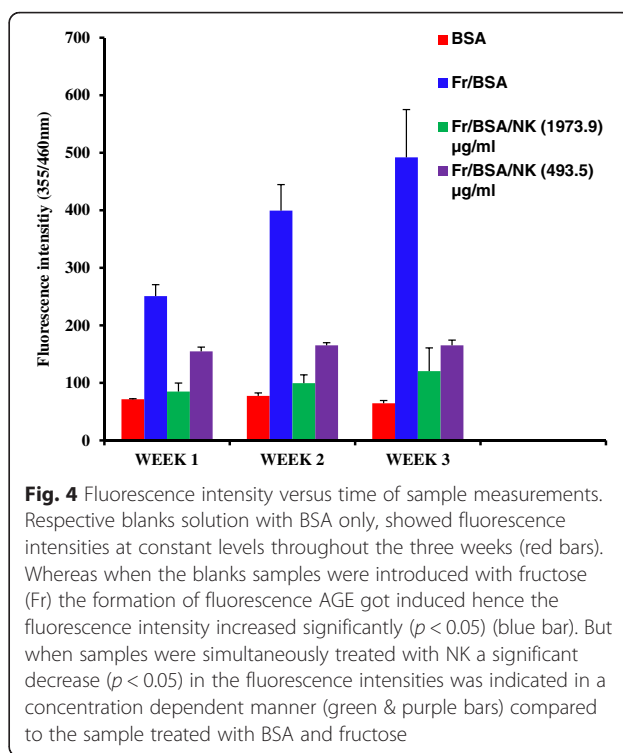 700
600
500
400
300
200
100
0
Fluorescence intensitiy (355/460nm)
BSA
Fr/BSA
Fr/BSA/NK (1973.9)
µg/ml
Fr/BSA/NK (493.5)
µg/ml
WEEK 1 WEEK 2 WEEK 3
Fig. 4 Fluorescence intensity versus time of sample measurements.
Respective blanks solution with BSA only, showed fluorescence
intensities at constant levels throughout the three weeks (red bars).
Whereas when the blanks samples were introduced with fructose
(Fr) the formation of fluorescence AGE got induced hence the
fluorescence intensity increased significantly (p < 0.05) (blue bar). But
when samples were simultaneously treated with NK a significant
decrease (p < 0.05) in the fluorescence intensities was indicated in a
concentration dependent manner (green & purple bars) compared
to the sample treated with BSA and fructose